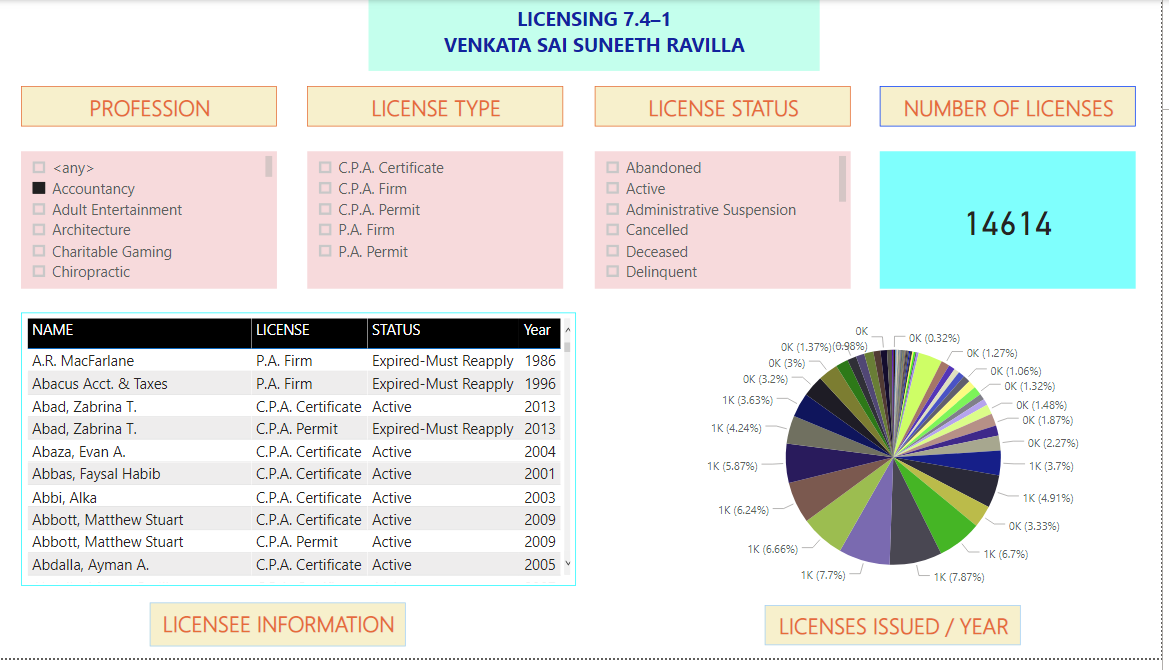 LICENSING 7.4–1
VENKATA SAI SUNEETH RAVILLA
PROFESSION
LICENSE TYPE
LICENSE STATUS
NUMBER OF LICENSES
<any>
Accountancy
Adult Entertainment
Architecture
Charitable Gaming
Chiropractic
C.P.A. Certificate
C.P.A. Firm
C.P.A. Permit
P.A. Firm
P.A. Permit
Abandoned
Active
Administrative Suspension
Cancelled
Deceased
Delinquent
14614
NAME LICENSE STATUS Year
A.R. MacFarlane P.A. Firm Expired-Must Reapply 1986
Abacus Acct. & Taxes P.A. Firm Expired-Must Reapply 1996
Abad, Zabrina T. C.P.A. Certificate Active 2013
Abad, Zabrina T. C.P.A. Permit Expired-Must Reapply 2013
Abaza, Evan A. C.P.A. Certificate Active 2004
Abbas, Faysal Habib C.P.A. Certificate Active 2001
Abbi, Alka C.P.A. Certificate Active 2003
Abbott, Matthew Stuart C.P.A. Certificate Active 2009
Abbott, Matthew Stuart C.P.A. Permit Active 2009
Abdalla, Ayman A. C.P.A. Certificate Active 2005
0K
0K (0.32%)
0K (1.27%)
0K (1.06%)
0K (1.32%)
0K (1.48%)
0K (1.87%)
0K (2.27%)
1K (3.7%)
1K (4.91%)
0K (3.33%)
1K (6.7%)
1K (7.87%)
1K (7.7%)
1K (6.66%)
1K (6.24%)
1K (5.87%)
1K (4.24%)
1K (3.63%)
0K (3.2%)
0K (3%)
0K (1.37%)
(0.98%)
LICENSEE INFORMATION
LICENSES ISSUED / YEAR